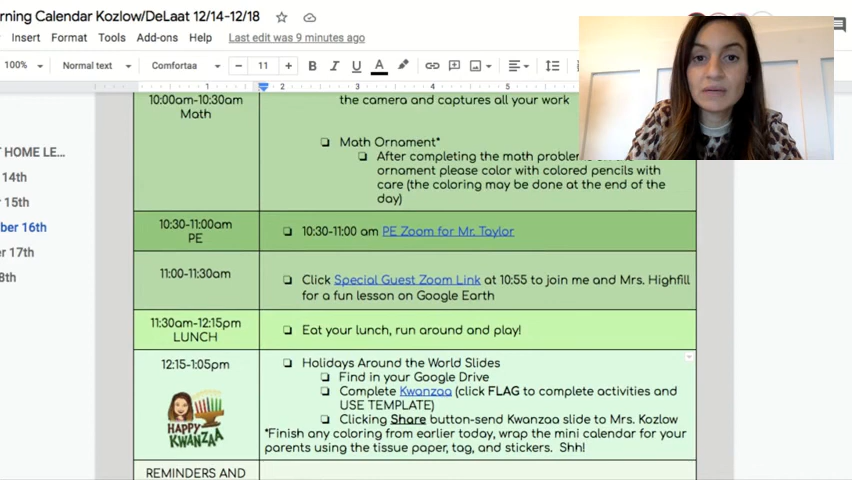 rning Calendar Kozlow/DeLaat 12/14-12/18
Insert Format Tools Add-ons Help Last edit was 9 minutes ago
100% Normal text Comfortaa 11 B I U A
1 2 3 4
10:00am-10:30am
Math
the camera and captures all your work
Math Ornament*
After completing the math problem
ornament please color with colored pencils with
care (the coloring may be done at the end of the
day)
T HOME LE...
r 14th
r 15th
ber 16th
er 17th
8th
10:30-11:00am
PE
10:30-11:00 am PE Zoom for Mr. Taylor
11:00-11:30am
Click Special Guest Zoom Link at 10:55 to join me and Mrs. Highfill
for a fun lesson on Google Earth
11:30am-12:15pm
LUNCH
Eat your lunch, run around and play!
12:15-1:05pm
HAPPY
KWANZAA
Holidays Around the World Slides
Find in your Google Drive
Complete Kwanzaa (click FLAG to complete activities and
USE TEMPLATE)
Clicking Share button-send Kwanzaa slide to Mrs. Kozlow
*Finish any coloring from earlier today, wrap the mini calendar for your
parents using the tissue paper, tag, and stickers. Shh!
REMINDERS AND